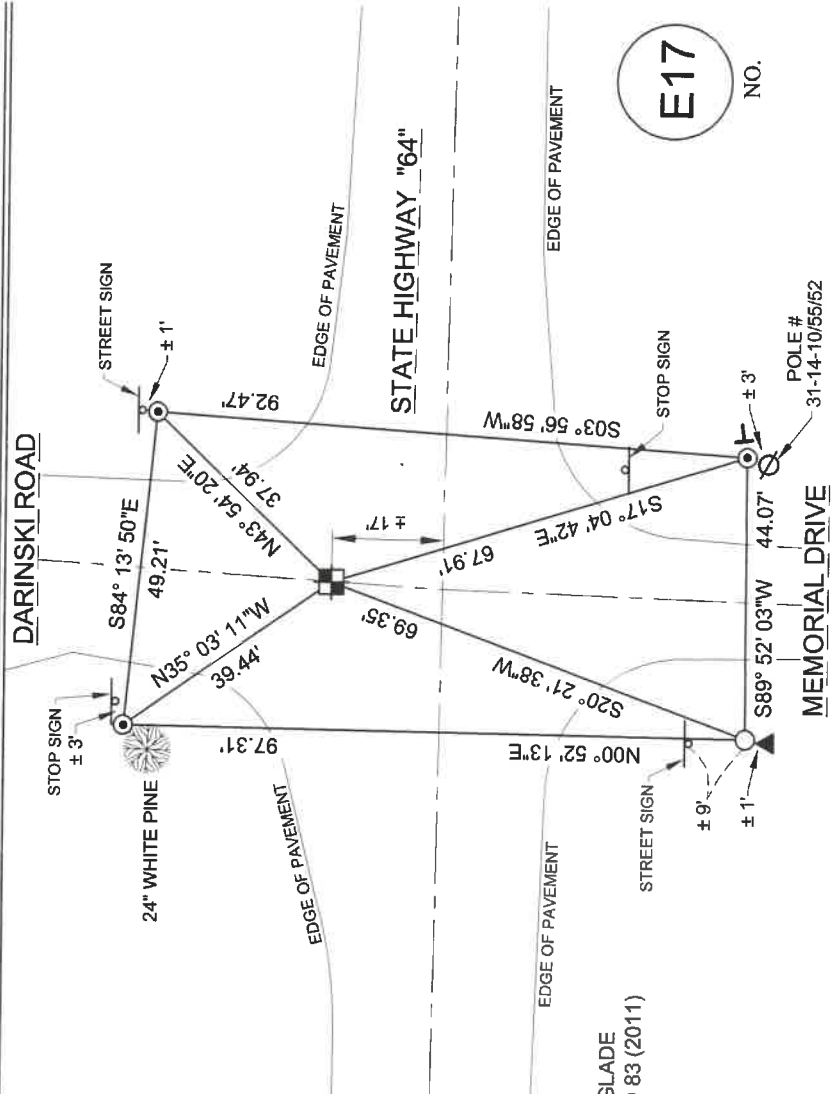 DARINSKI ROAD
STREET SIGN
± 1'
STOP SIGN
± 3'
S84° 13' 50"E
49.21'
24" WHITE PINE
N35° 03' 11"W
39.44'
N43° 54' 20"E
37.94'
92.47'
S03° 56' 58"W
97.31'
N00° 52' 13"E
EDGE OF PAVEMENT
EDGE OF PAVEMENT
STATE HIGHWAY "64"
± 17'
67.91'
S17° 04' 42"E
69.35'
S20° 21' 38"W
EDGE OF PAVEMENT
EDGE OF PAVEMENT
STOP SIGN
STREET SIGN
± 9'
± 1'
± 3'
POLE #
31-14-10/55/52
S89° 52' 03"W 44.07'
MEMORIAL DRIVE
E17
NO.
GLADE
83 (2011)